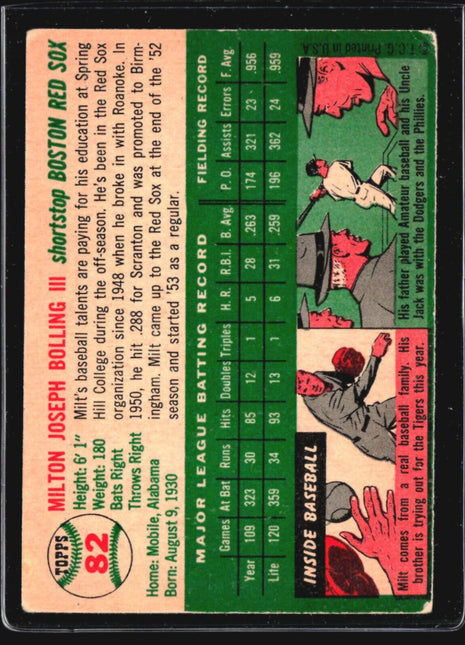 TOPPS
82
MILTON JOSEPH BOLLING III shortstop BOSTON RED SOX
Height: 6' 1"
Weight: 180
Bats Right
Throws Right
Home: Mobile, Alabama
Born: August 9, 1930
Milt's baseball talents are paying for his education at Spring
Hill College during the off-season. He's been in the Red Sox
organization since 1948 when he broke in with Roanoke. In
1950, he hit .288 for Scranton and was promoted to Birm-
ingham. Milt came up to the Red Sox at the end of the '52
season and started '53 as a regular.
MAJOR LEAGUE BATTING RECORD FIELDING RECORD
Games At Bat Runs Hits Doubles Triples H. R. R.B.I. B. Avg. P. O. Assists Errors F. Avg.
Year 109 323 30 85 12 1 5 28 .263 174 321 23 .956
Life 120 359 34 93 13 1 6 31 .259 196 362 24 .959
INSIDE BASEBALL
Milt comes from a real baseball family. His
brother is trying out for the Tigers this year.
His father played Amateur baseball and his Uncle
Jack was with the Dodgers and the Phillies.
© T. C. G. Printed in U.S.A.